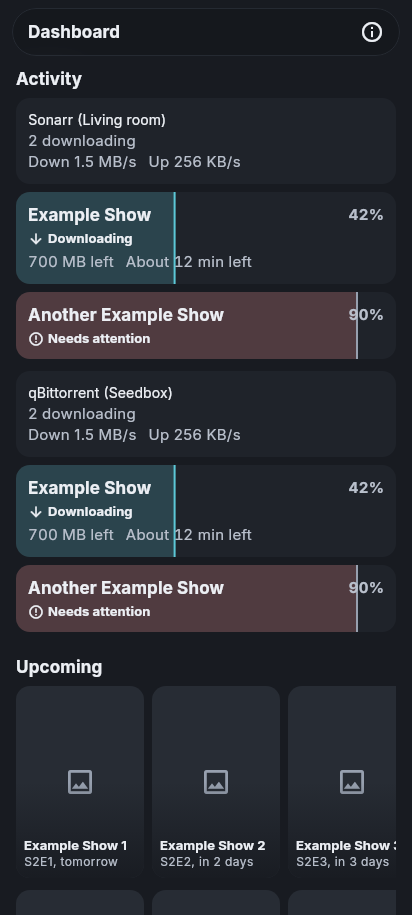 Dashboard
Activity
Sonarr (Living room)
2 downloading
Down 1.5 MB/s Up 256 KB/s
Example Show 42%
Downloading
700 MB left About 12 min left
Another Example Show 90%
Needs attention
qBittorrent (Seedbox)
2 downloading
Down 1.5 MB/s Up 256 KB/s
Example Show 42%
Downloading
700 MB left About 12 min left
Another Example Show 90%
Needs attention
Upcoming
Example Show 1 Example Show 2 Example Show 3
S2E1, tomorrow S2E2, in 2 days S2E3, in 3 days